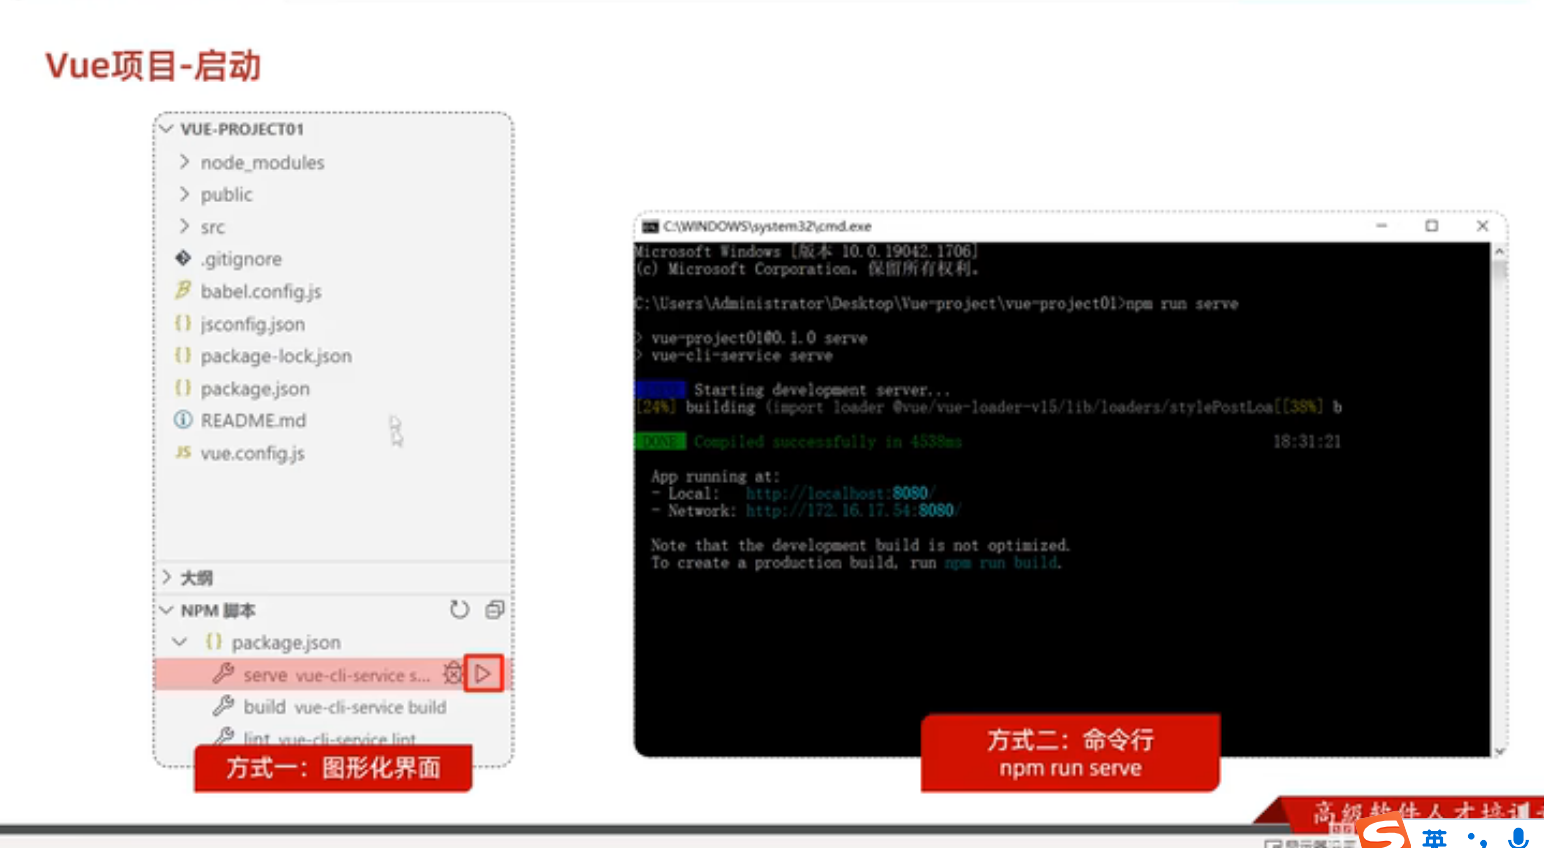 Vue项目-启动
VUE-PROJECT01
node_modules
public
src
.gitignore
babel.config.js
jsconfig.json
package-lock.json
package.json
README.md
JS vue.config.js
大纲
NPM 脚本
package.json
serve vue-cli-service s...
build vue-cli-service build
lint vue-cli-service lint
方式一：图形化界面
C:\WINDOWS\system32\cmd.exe
Microsoft Windows [版本 10.0.19042.1706]
(c) Microsoft Corporation。保留所有权利。
C:\Users\Administrator\Desktop\Vue-project\vue-project01>npm run serve
> vue-project01@0.1.0 serve
> vue-cli-service serve
Starting development server...
[24%] building (import loader @vue/vue-loader-v15/lib/loaders/stylePostLoa[[38%] b
DONE Compiled successfully in 4538ms 18:31:21
App running at:
- Local: http://localhost:8080/
- Network: http://172.16.17.54:8080/
Note that the development build is not optimized.
To create a production build, run npm run build.
方式二：命令行
npm run serve
高级软件人才培训
英